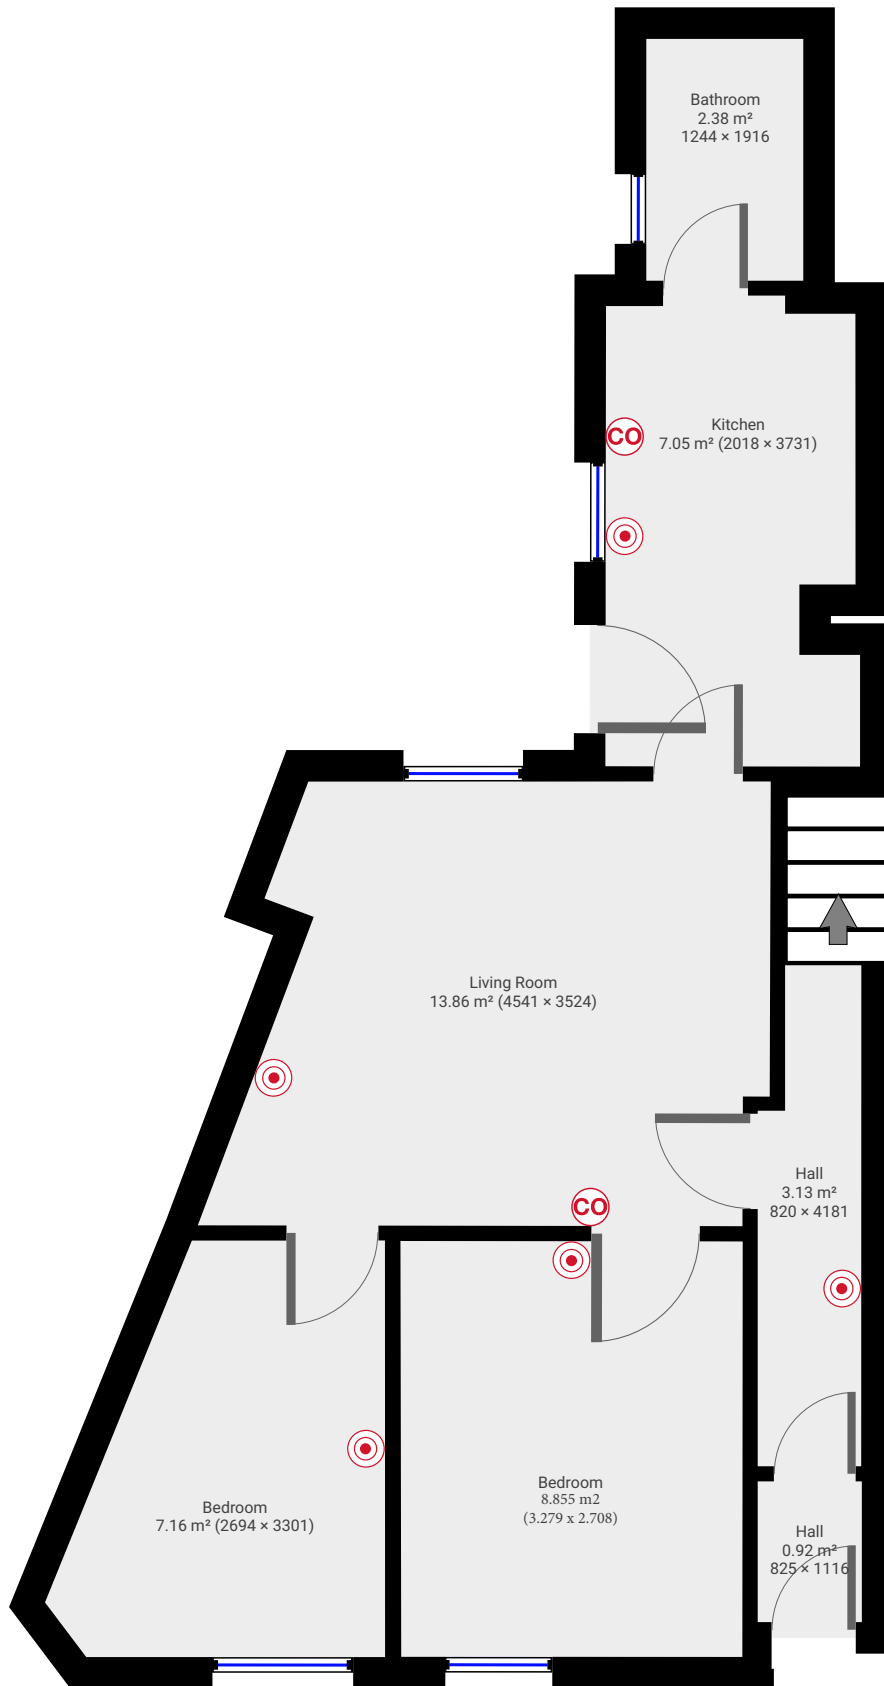 Bathroom
2.38 m²
1244 × 1916
Kitchen
7.05 m² (2018 × 3731)
CO
Living Room
13.86 m² (4541 × 3524)
Hall
3.13 m²
820 × 4181
CO
Bedroom
7.16 m² (2694 × 3301)
Bedroom
8.855 m2
(3.279 x 2.708)
Hall
0.92 m²
825 × 1116